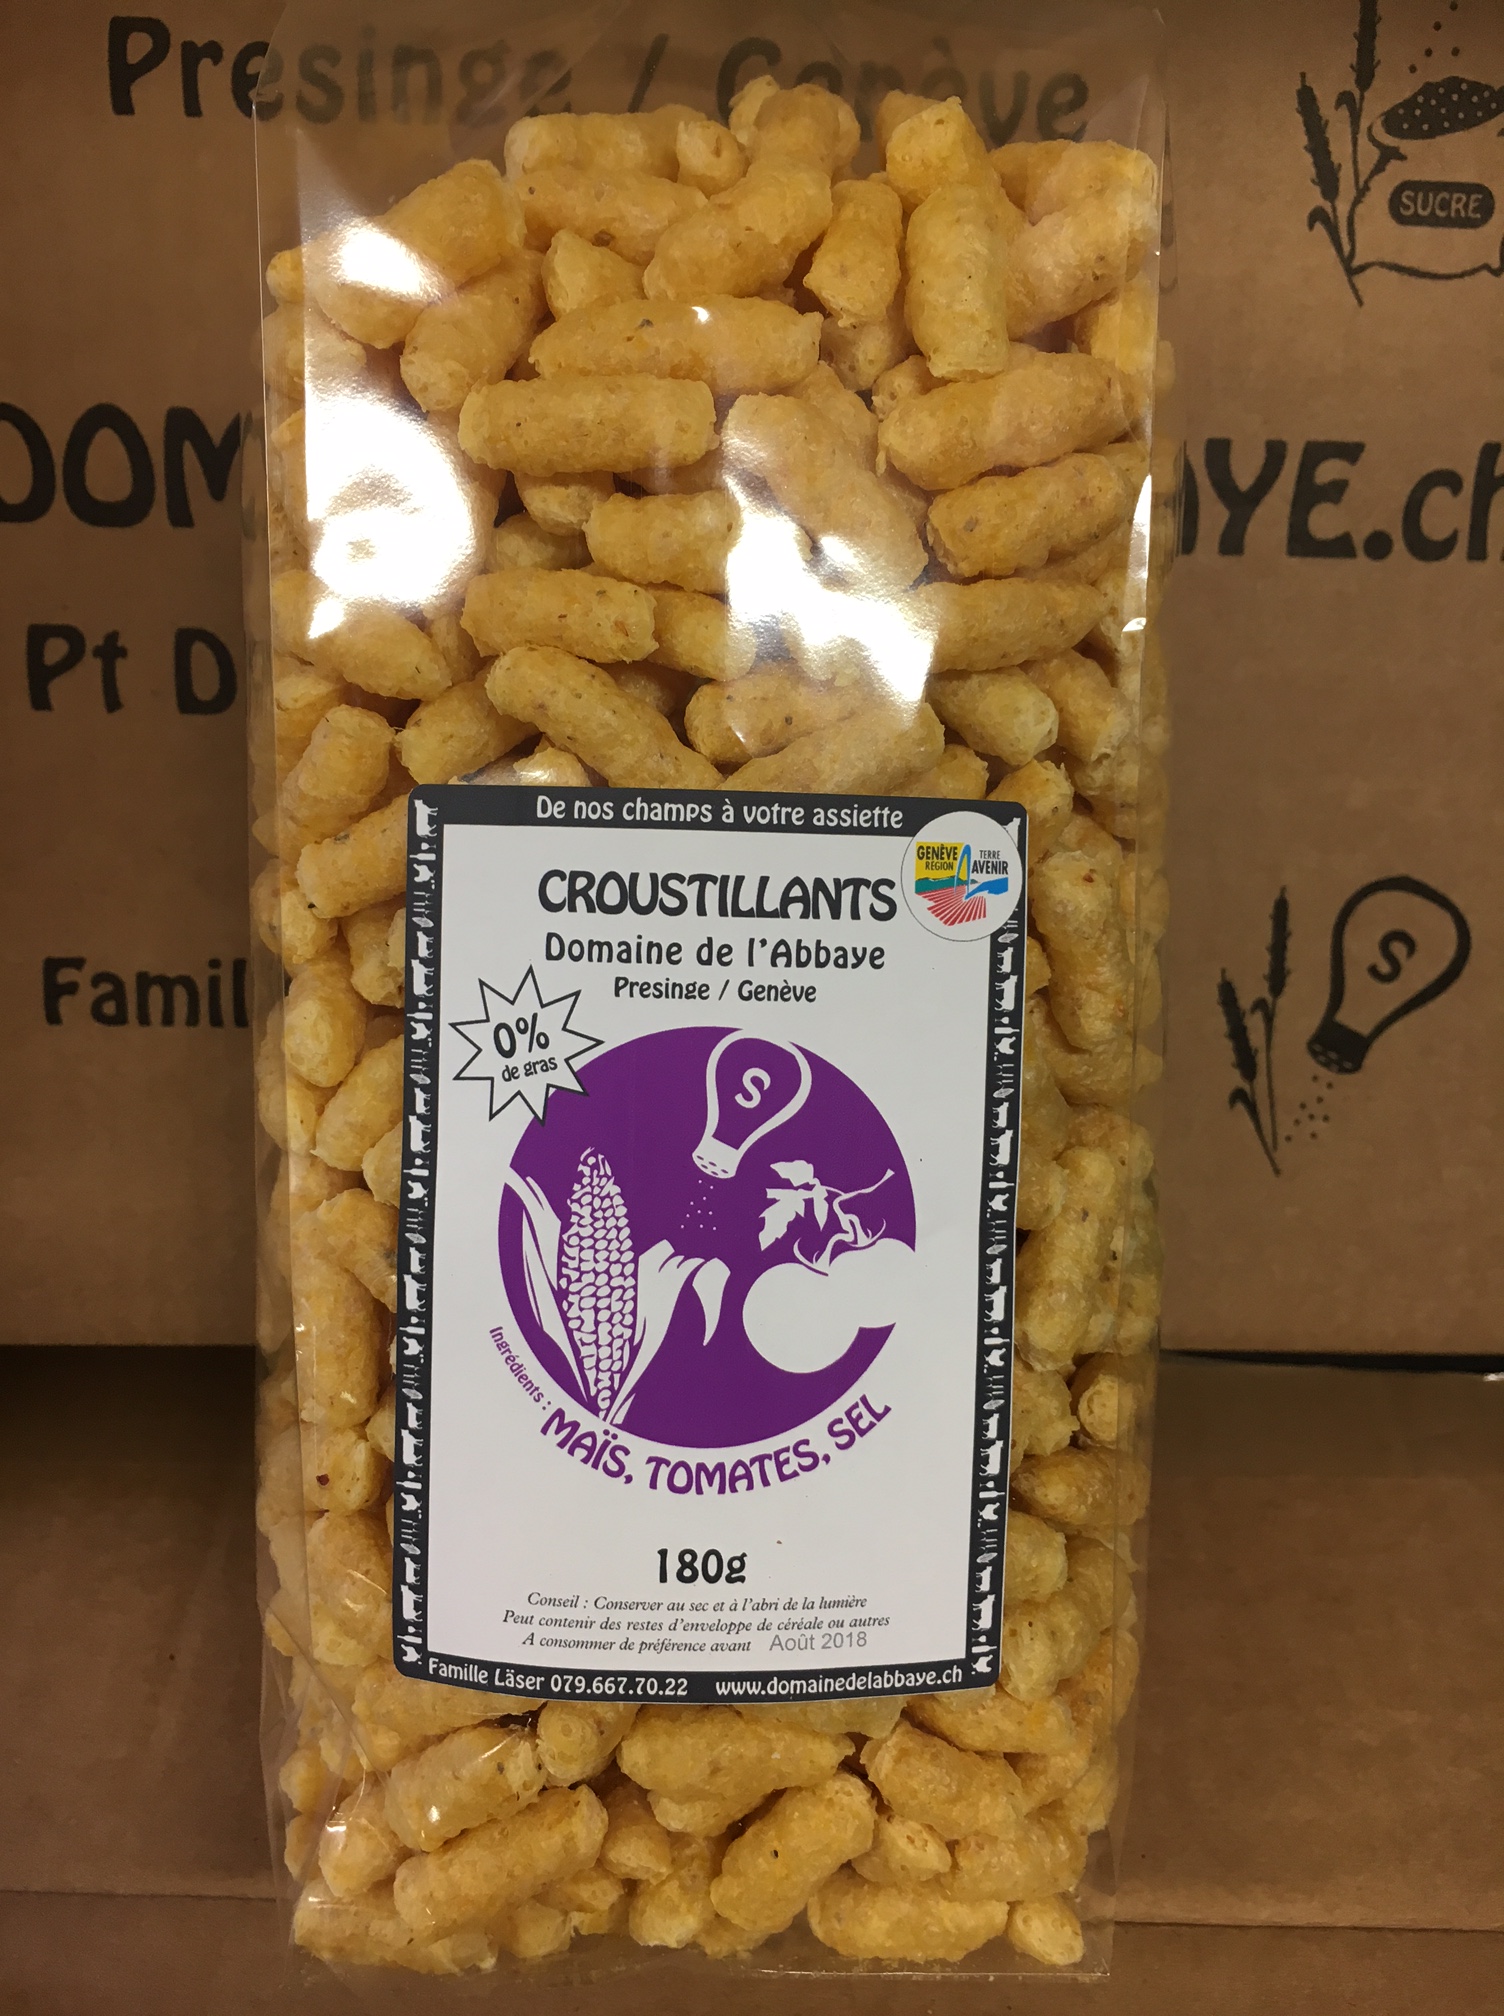 Presinge / Genève
SUCRE
DOM
AYE.ch
Pt D
Famil
S
De nos champs à votre assiette
GENÈVE
RÉGION
TERRE
AVENIR
CROUSTILLANTS
Domaine de l'Abbaye
Presinge / Genève
0%
de gras
S
Ingrédients :
MAÏS, TOMATES, SEL
180g
Conseil : Conserver au sec et à l'abri de la lumière
Peut contenir des restes d'enveloppe de céréale ou autres
A consommer de préférence avant Août 2018
Famille Läser 079.667.70.22 www.domainedelabbaye.ch